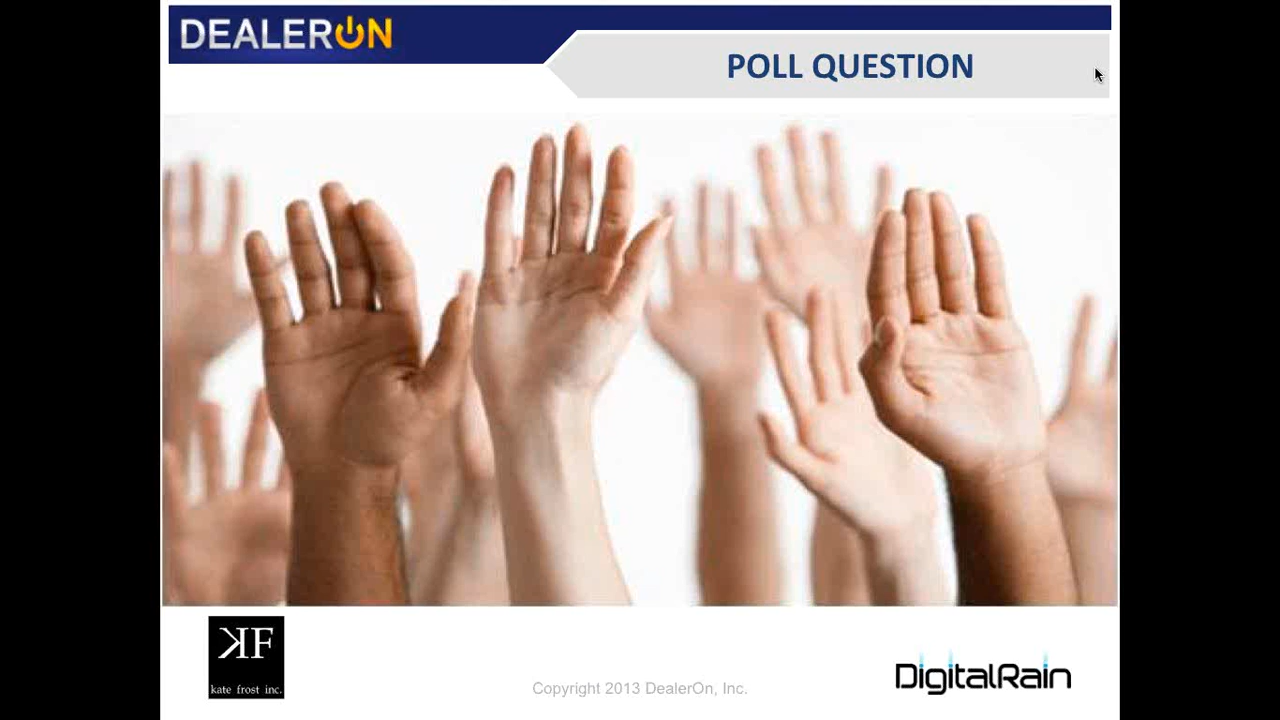 DEALERON
POLL QUESTION
KF
kate frost inc.
Copyright 2013 DealerOn, Inc.
DigitalRain